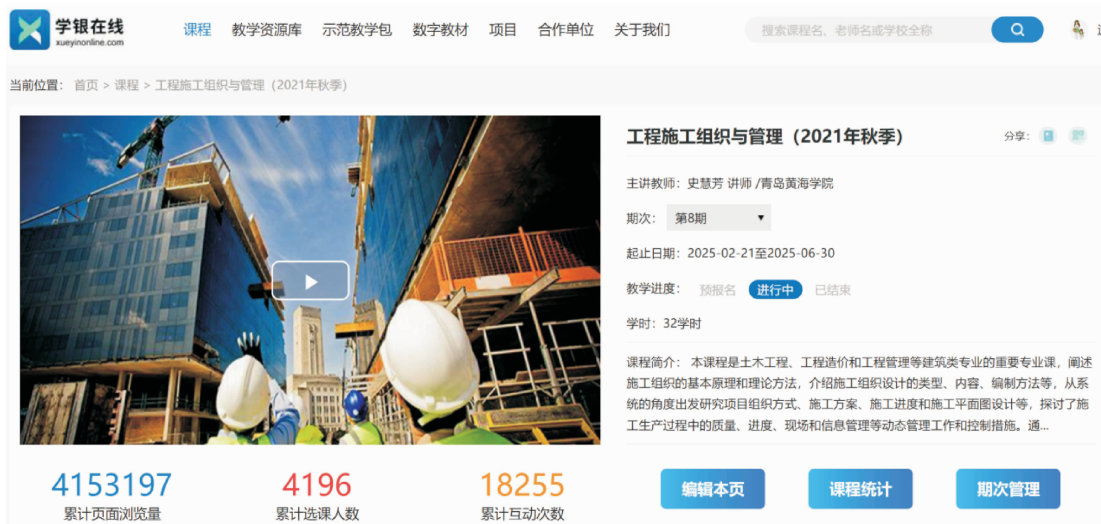 学银在线
xueyinonline.com
课程 教学资源库 示范教学包 数字教材 项目 合作单位 关于我们
搜索课程名、老师名或学校全称
当前位置： 首页 > 课程 > 工程施工组织与管理（2021年秋季）
工程施工组织与管理（2021年秋季）
分享：
主讲教师：史慧芳 讲师 /青岛黄海学院
期次： 第8期
起止日期：2025-02-21至2025-06-30
教学进度： 预报名 进行中 已结束
学时：32学时
课程简介： 本课程是土木工程、工程造价和工程管理等建筑类专业的重要专业课，阐述
施工组织的基本原理和理论方法，介绍施工组织设计的类型、内容、编制方法等，从系
统的角度出发研究项目组织方式、施工方案、施工进度和施工平面图设计等，探讨了施
工生产过程中的质量、进度、现场和信息管理等动态管理工作和控制措施。通...
4153197
累计页面浏览量
4196
累计选课人数
18255
累计互动次数
编辑本页 课程统计 期次管理